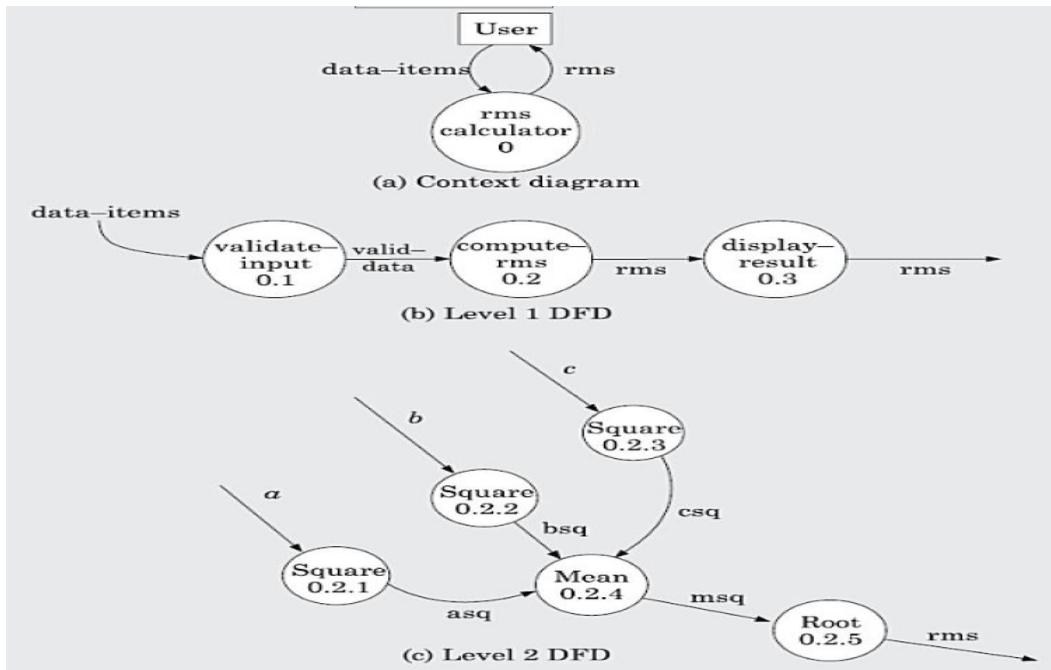 User
data–items
rms
rms
calculator
0
(a) Context diagram
data–items
validate–
input
0.1
valid–
data
compute–
rms
0.2
rms
display–
result
0.3
rms
(b) Level 1 DFD
c
Square
0.2.3
b
Square
0.2.2
csq
bsq
a
Square
0.2.1
asq
Mean
0.2.4
msq
Root
0.2.5
rms
(c) Level 2 DFD